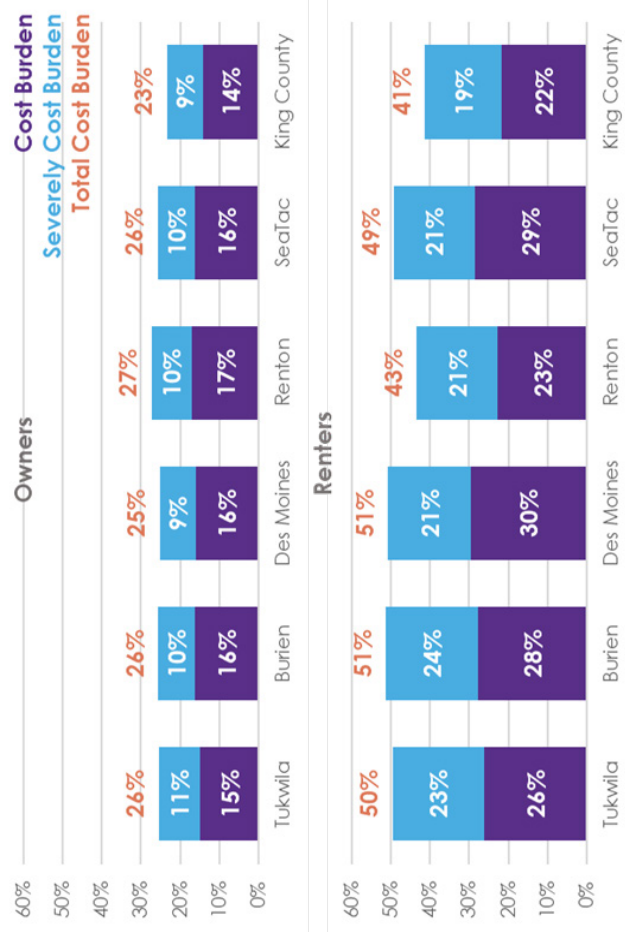 Owners
Cost Burden
Severely Cost Burden
Total Cost Burden
60%
50%
40%
30%
20%
10%
0%
26% 26% 25% 27% 26% 23%
11% 10% 9% 10% 10% 9%
15% 16% 16% 17% 16% 14%
Tukwila Burien Des Moines Renton SeaTac King County
Renters
60%
50%
40%
30%
20%
10%
0%
50% 51% 51% 43% 49% 41%
23% 24% 21% 21% 21% 19%
26% 28% 30% 23% 29% 22%
Tukwila Burien Des Moines Renton SeaTac King County